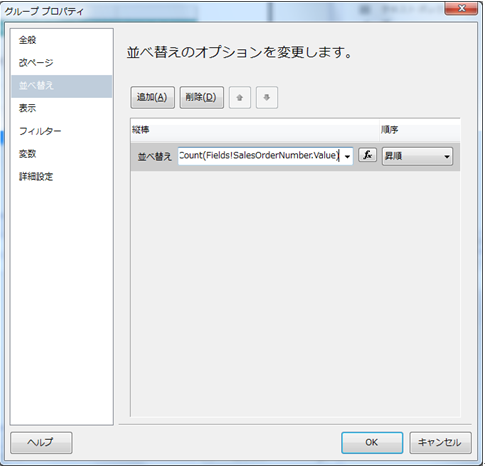 グループ プロパティ
全般
改ページ
並べ替え
表示
フィルター
変数
詳細設定
並べ替えのオプションを変更します。
追加(A)
削除(D)
縦棒
順序
並べ替え
Count(Fields!SalesOrderNumber.Value)
fx
昇順
ヘルプ
OK
キャンセル